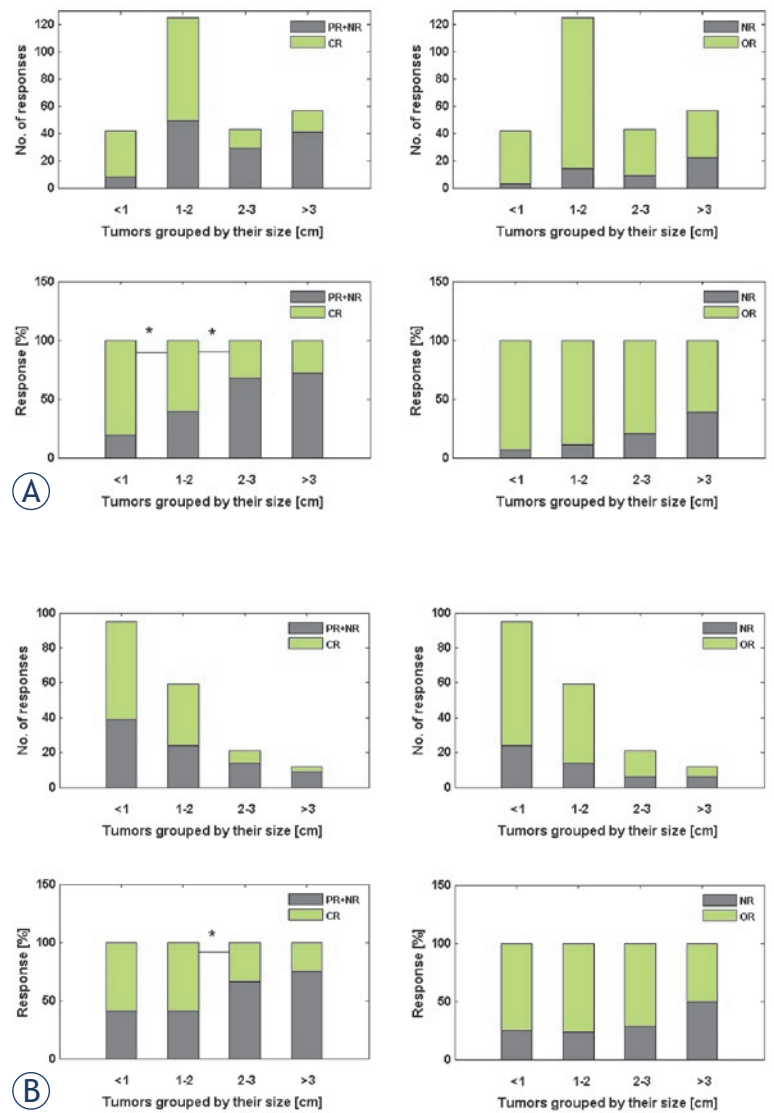 No. of responses
120
100
80
60
40
20
0
PR+NR
CR
<1 1-2 2-3 >3
Tumors grouped by their size [cm]
No. of responses
120
100
80
60
40
20
0
NR
OR
<1 1-2 2-3 >3
Tumors grouped by their size [cm]
Response [%]
150
100
50
0
PR+NR
CR
* *
<1 1-2 2-3 >3
Tumors grouped by their size [cm]
Response [%]
150
100
50
0
NR
OR
<1 1-2 2-3 >3
Tumors grouped by their size [cm]
A
No. of responses
100
80
60
40
20
0
PR+NR
CR
<1 1-2 2-3 >3
Tumors grouped by their size [cm]
No. of responses
100
80
60
40
20
0
NR
OR
<1 1-2 2-3 >3
Tumors grouped by their size [cm]
Response [%]
150
100
50
0
PR+NR
CR
*
<1 1-2 2-3 >3
Tumors grouped by their size [cm]
Response [%]
150
100
50
0
NR
OR
<1 1-2 2-3 >3
Tumors grouped by their size [cm]
B